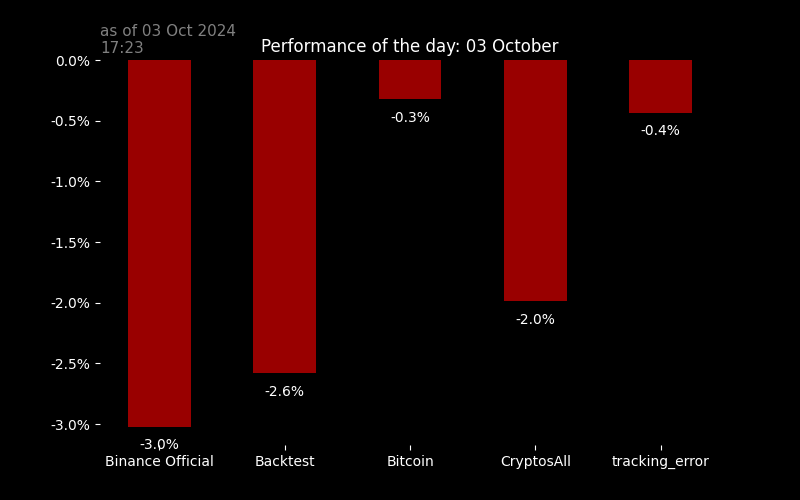 as of 03 Oct 2024
17:23
Performance of the day: 03 October
0.0%
-0.5%
-1.0%
-1.5%
-2.0%
-2.5%
-3.0%
-3.0%
-2.6%
-0.3%
-2.0%
-0.4%
Binance Official
Backtest
Bitcoin
CryptosAll
tracking_error